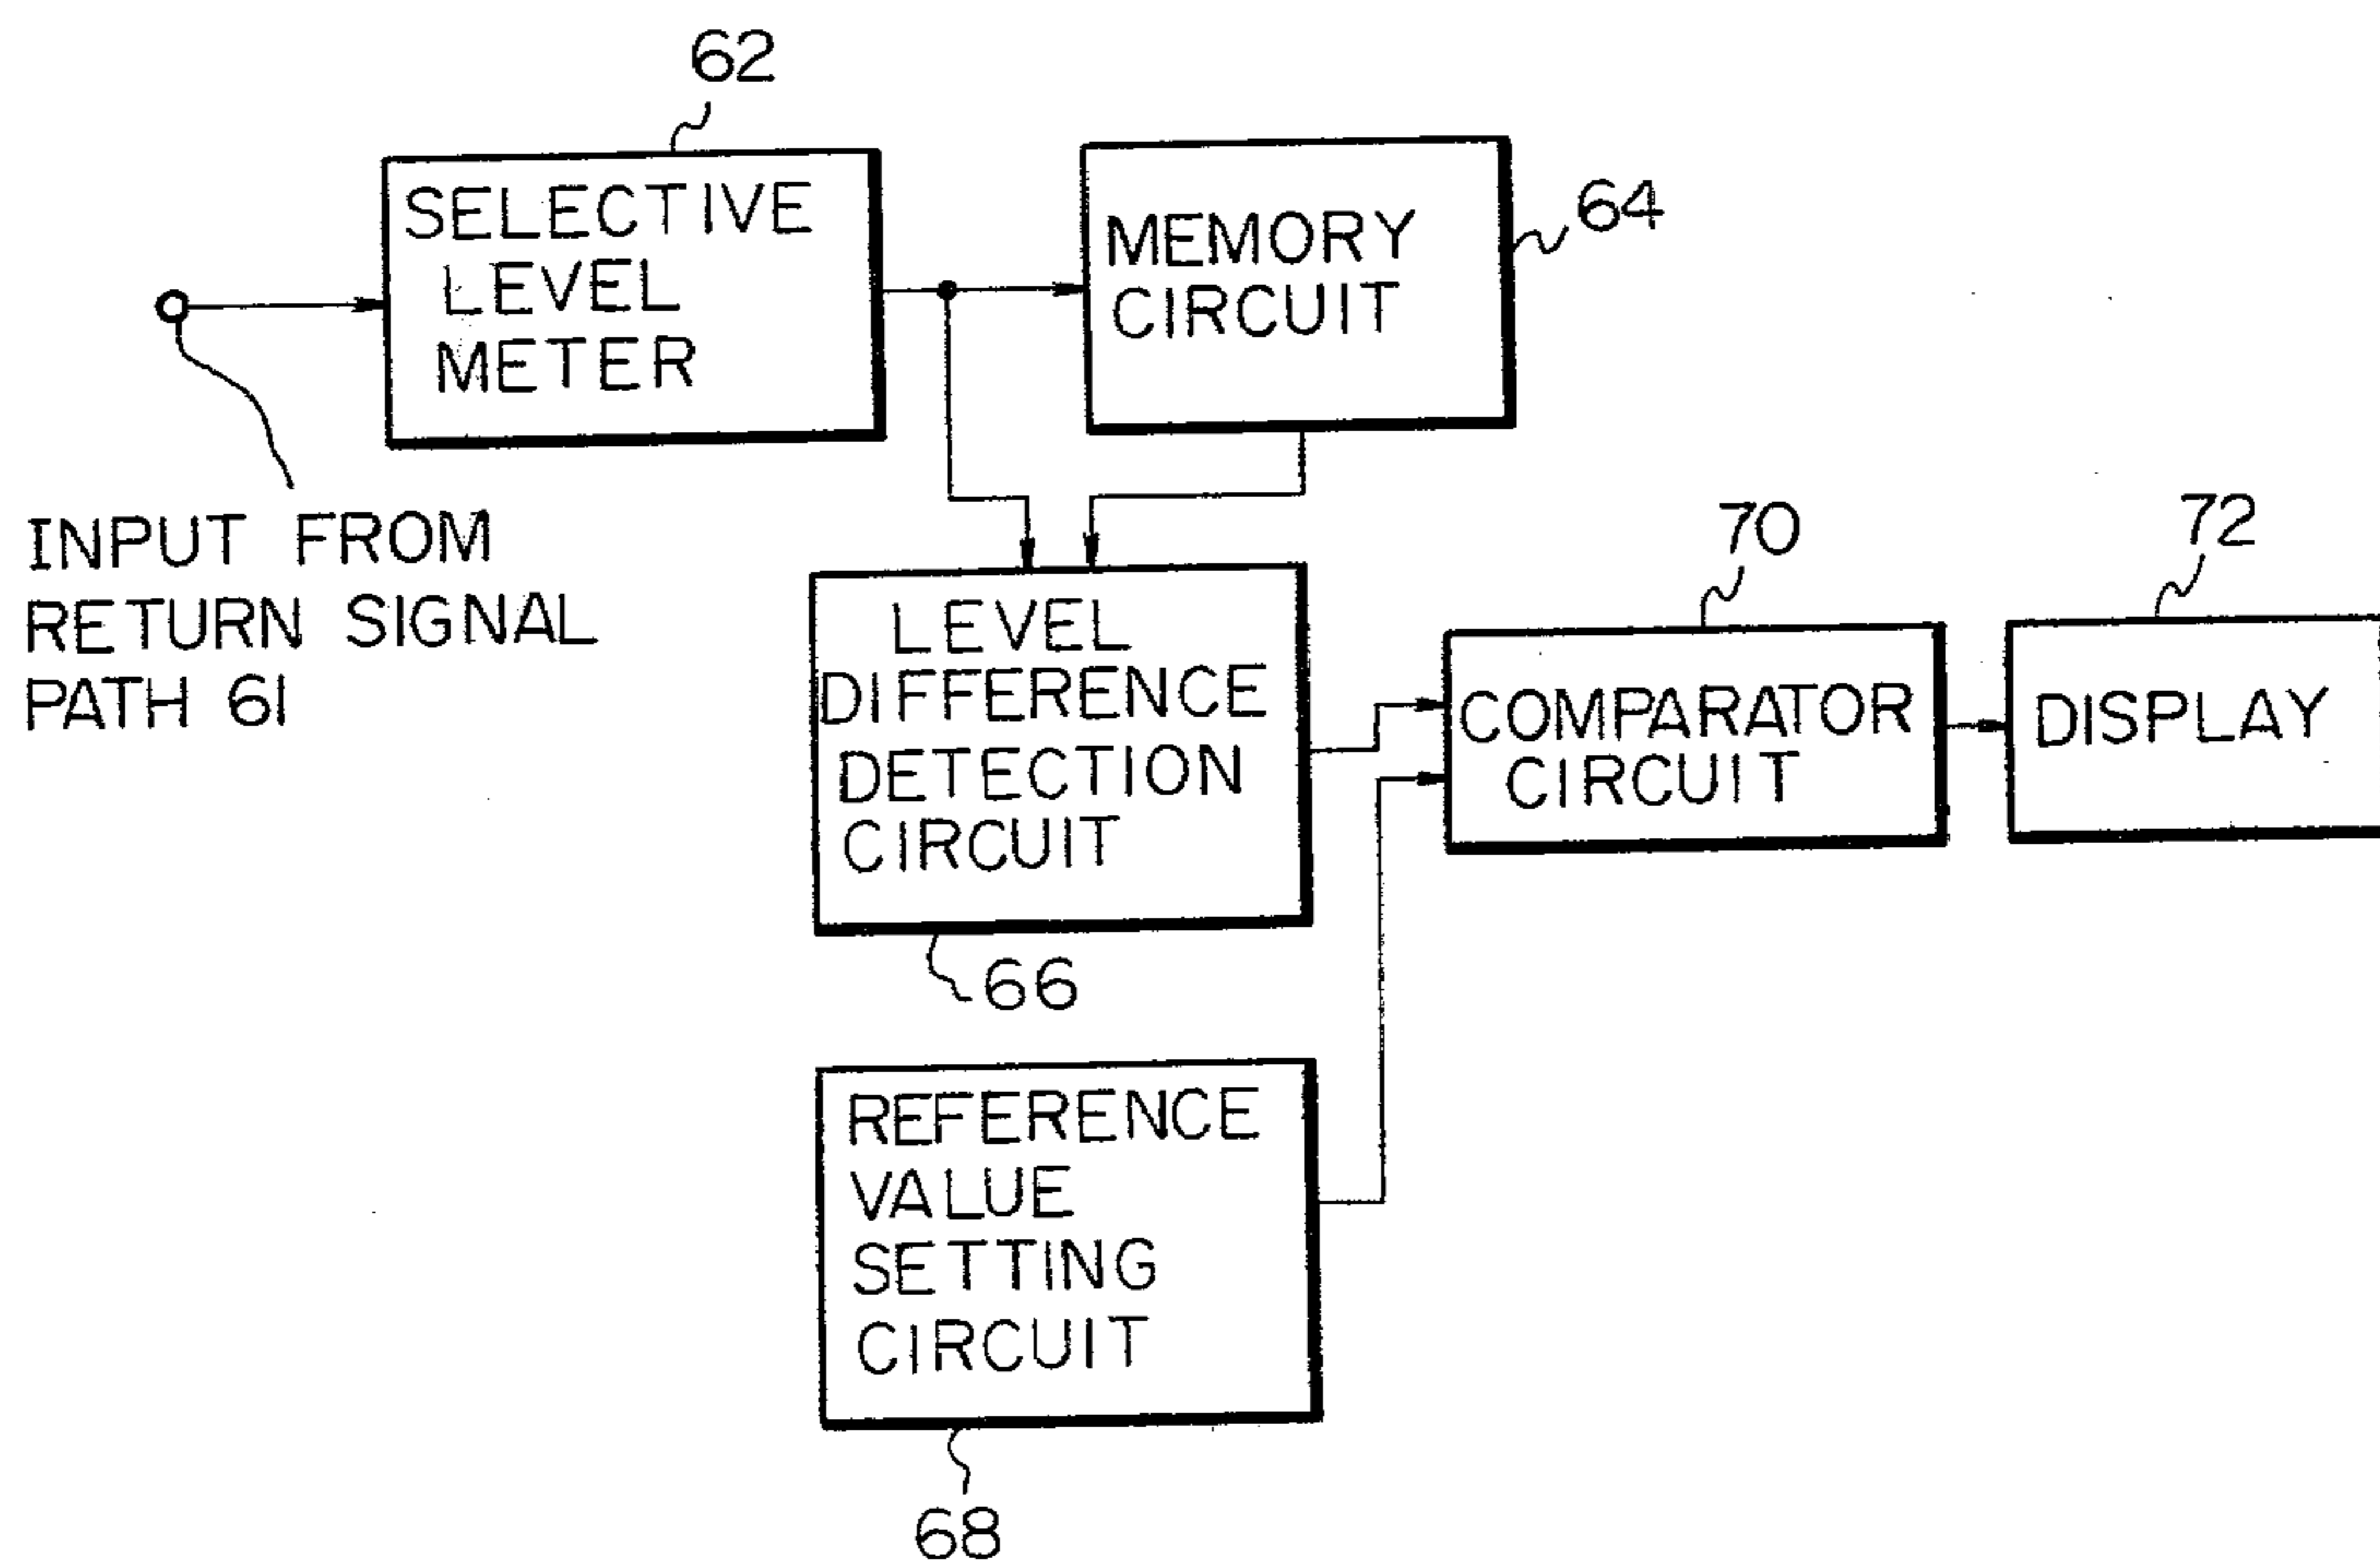 62
SELECTIVE
LEVEL
METER
MEMORY
CIRCUIT
64
INPUT FROM
RETURN SIGNAL
PATH 61
LEVEL
DIFFERENCE
DETECTION
CIRCUIT
66
70
COMPARATOR
CIRCUIT
72
DISPLAY
REFERENCE
VALUE
SETTING
CIRCUIT
68